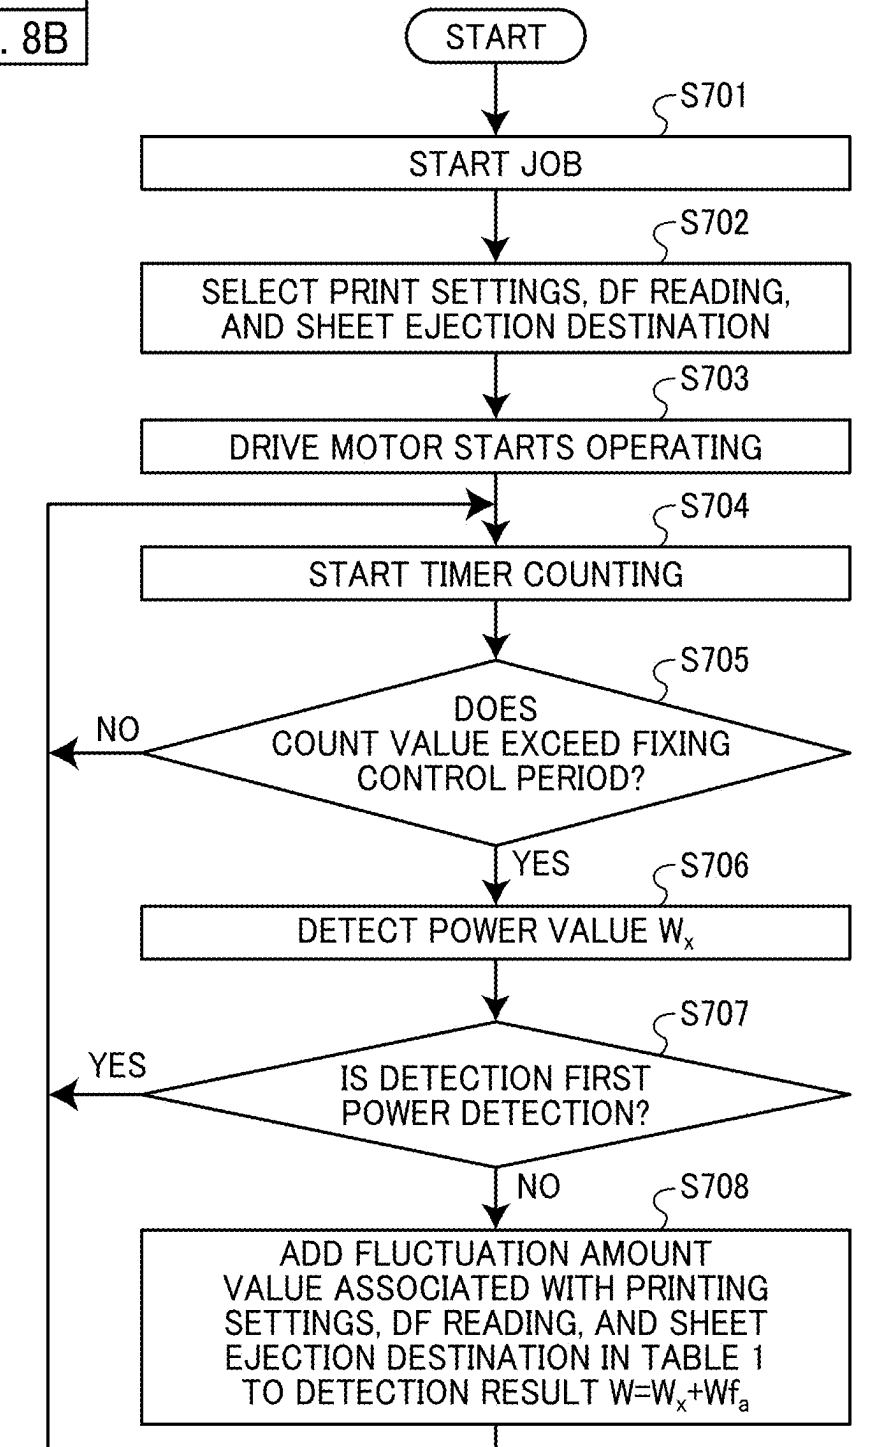 . 8B
START
S701
START JOB
S702
SELECT PRINT SETTINGS, DF READING,
AND SHEET EJECTION DESTINATION
S703
DRIVE MOTOR STARTS OPERATING
S704
START TIMER COUNTING
S705
DOES
COUNT VALUE EXCEED FIXING
CONTROL PERIOD?
NO
YES
S706
DETECT POWER VALUE Wx
S707
IS DETECTION FIRST
POWER DETECTION?
YES
NO
S708
ADD FLUCTUATION AMOUNT
VALUE ASSOCIATED WITH PRINTING
SETTINGS, DF READING, AND SHEET
EJECTION DESTINATION IN TABLE 1
TO DETECTION RESULT W=Wx+Wfa